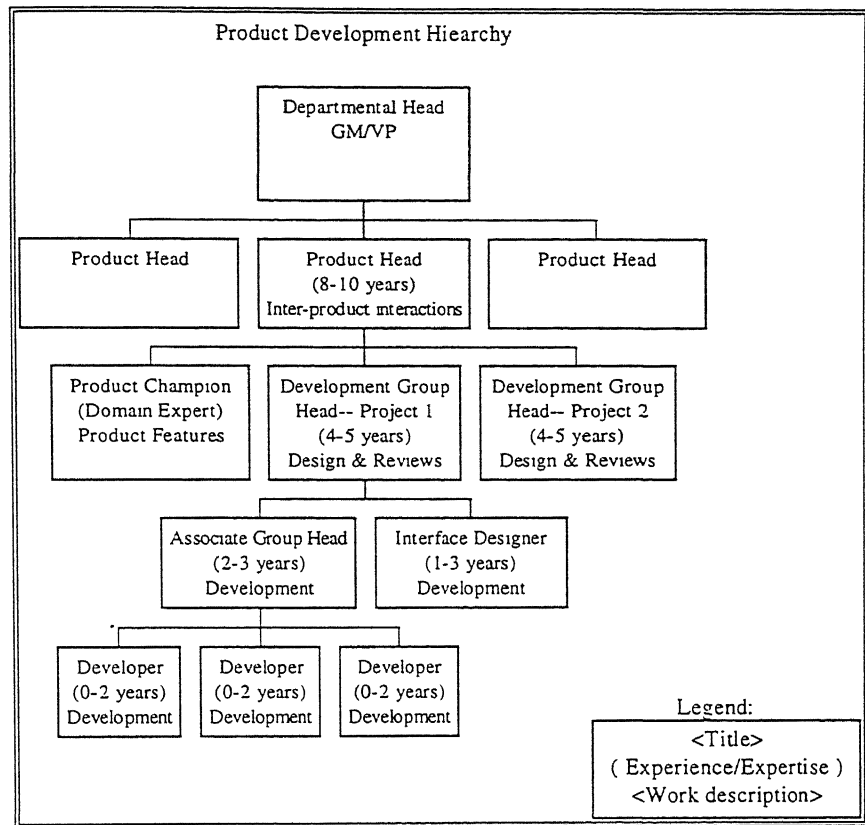 Product Development Hiearchy
Departmental Head
GM/VP
Product Head
Product Head
(8-10 years)
Inter-product interactions
Product Head
Product Champion
(Domain Expert)
Product Features
Development Group
Head-- Project 1
(4-5 years)
Design & Reviews
Development Group
Head-- Project 2
(4-5 years)
Design & Reviews
Associate Group Head
(2-3 years)
Development
Interface Designer
(1-3 years)
Development
Developer
(0-2 years)
Development
Developer
(0-2 years)
Development
Developer
(0-2 years)
Development
Legend:
<Title>
( Experience/Expertise )
<Work description>